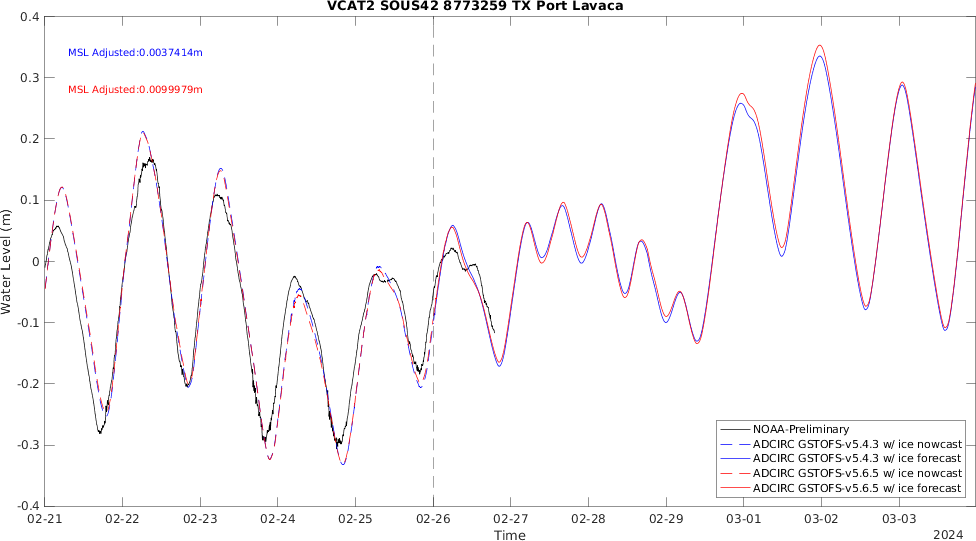 VCAT2 SOUS42 8773259 TX Port Lavaca
0.4
0.3
0.2
0.1
0
-0.1
-0.2
-0.3
-0.4
Water Level (m)
MSL Adjusted:0.0037414m
MSL Adjusted:0.0099979m
NOAA-Preliminary
ADCIRC GSTOFS-v5.4.3 w/ ice nowcast
ADCIRC GSTOFS-v5.4.3 w/ ice forecast
ADCIRC GSTOFS-v5.6.5 w/ ice nowcast
ADCIRC GSTOFS-v5.6.5 w/ ice forecast
02-21 02-22 02-23 02-24 02-25 02-26 02-27 02-28 02-29 03-01 03-02 03-03
Time
2024